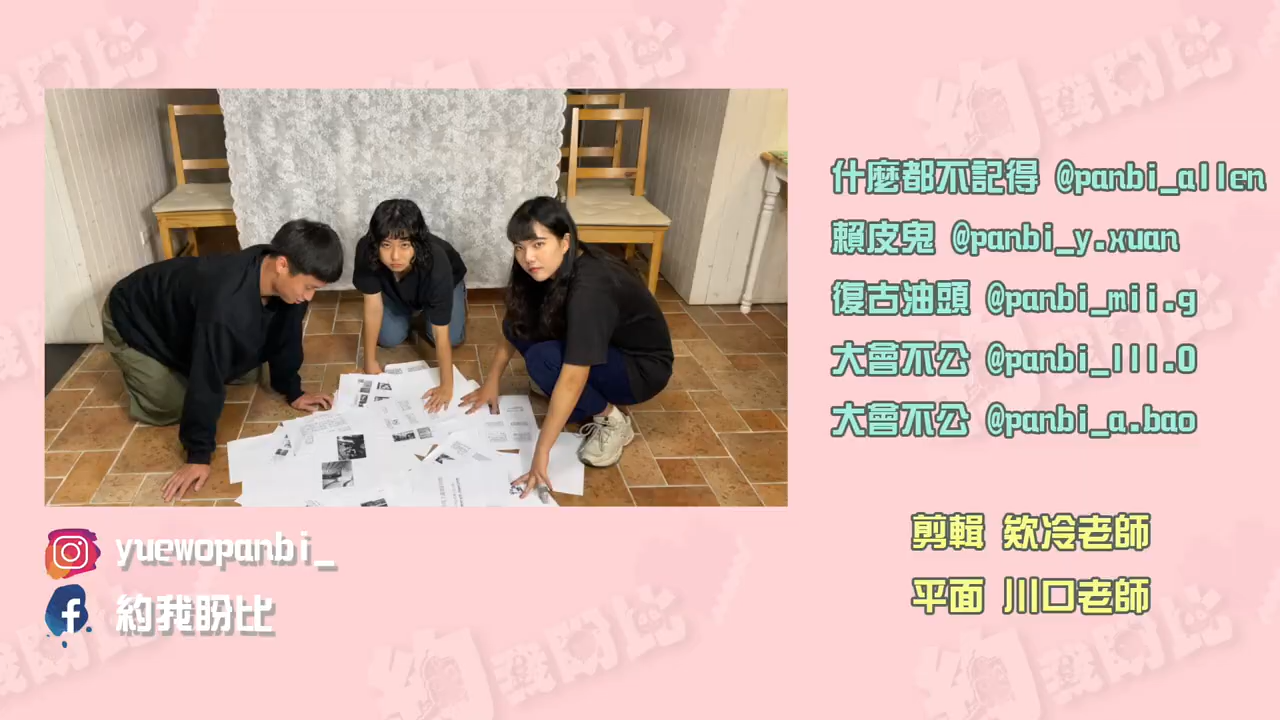 什麼都不記得 @panbi_allen
賴皮鬼 @panbi_y.xuan
復古油頭 @panbi_mii.g
大會不公 @panbi_lll.0
大會不公 @panbi_a.bao
剪輯 欸冷老師
平面 川口老師
yuewopanbi_
約我盼比